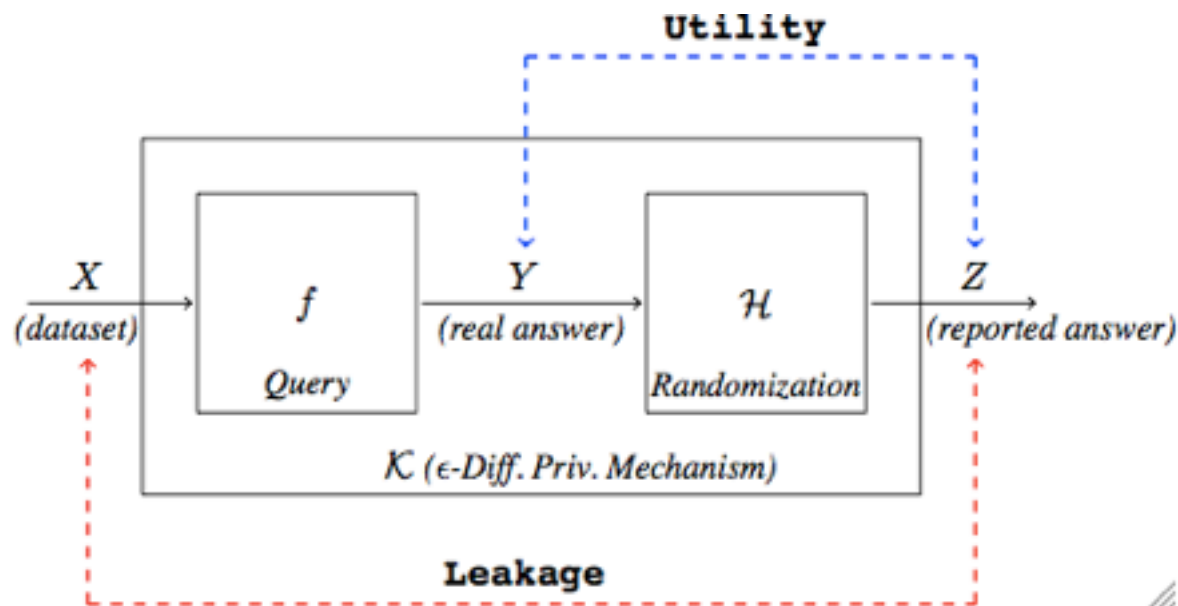 Utility
X
(dataset)
f
Query
Y
(real answer)
ℋ
Randomization
Z
(reported answer)
𝒦 (ϵ-Diff. Priv. Mechanism)
Leakage